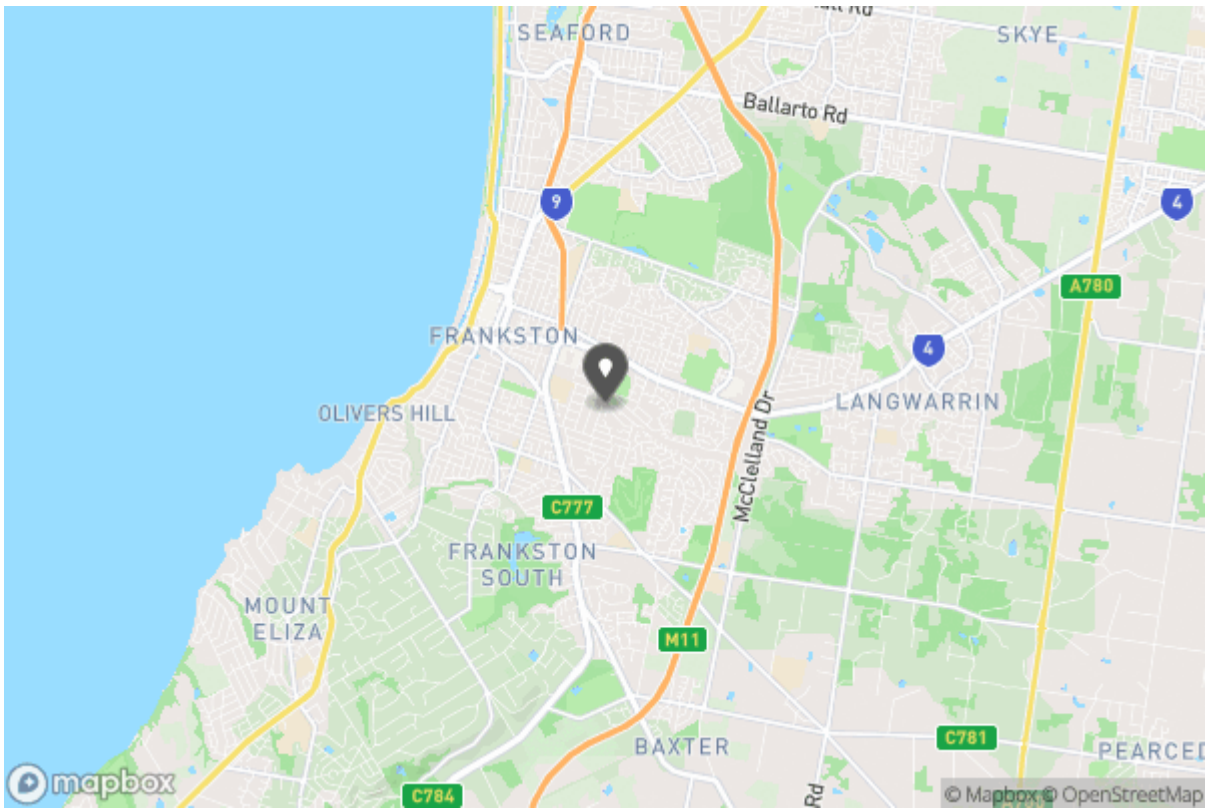 SEAFORD
SKYE
Ballarto Rd
9
4
A780
FRANKSTON
4
OLIVERS HILL
LANGWARRIN
McClelland Dr
C777
FRANKSTON
SOUTH
MOUNT
ELIZA
M11
BAXTER
C781
PEARCED
mapbox
C784
Rd
© Mapbox © OpenStreetMap